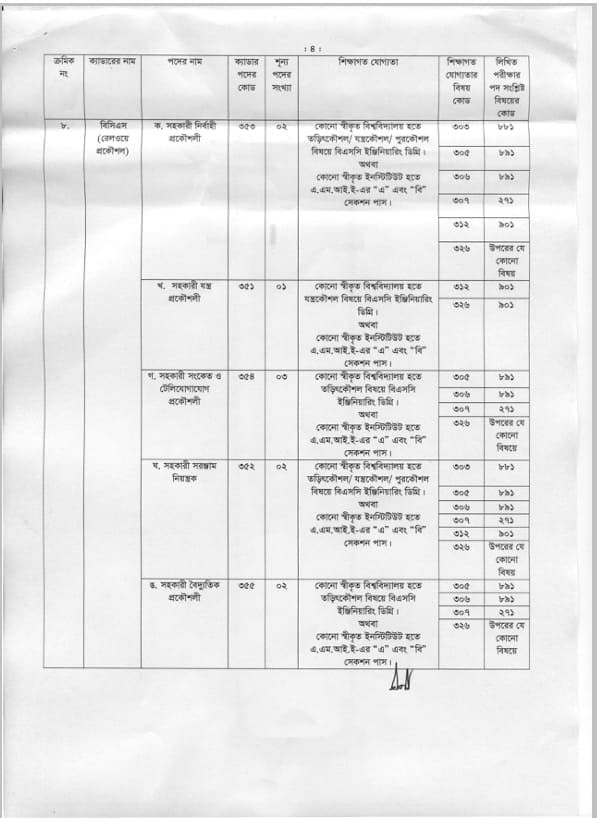 : ৪ :
ক্রমিক নং
ক্যাডারের নাম
পদের নাম
ক্যাডার পদের কোড
শূন্য পদের সংখ্যা
শিক্ষাগত যোগ্যতা
শিক্ষাগত যোগ্যতার বিষয় কোড
লিখিত পরীক্ষার পদ সংশ্লিষ্ট বিষয়ের কোড
৮.
বিসিএস
(রেলওয়ে
প্রকৌশল)
ক. সহকারী নির্বাহী
প্রকৌশলী
৩৫৩
০২
কোনো স্বীকৃত বিশ্ববিদ্যালয় হতে
তড়িৎকৌশল/ যন্ত্রকৌশল/ পুরকৌশল
বিষয়ে বিএসসি ইঞ্জিনিয়ারিং ডিগ্রি।
অথবা
কোনো স্বীকৃত ইনস্টিটিউট হতে
এ.এম.আই.ই-এর “এ” এবং “বি”
সেকশন পাস।
৩০৩ ৮৮১
৩০৫ ৮৯১
৩০৬ ৮৯১
৩০৭ ২৭১
৩১২ ৯০১
৩২৬ উপরের যে
কোনো
বিষয়
খ. সহকারী যন্ত্র
প্রকৌশলী
৩৫১
০১
কোনো স্বীকৃত বিশ্ববিদ্যালয় হতে
যন্ত্রকৌশল বিষয়ে বিএসসি ইঞ্জিনিয়ারিং
ডিগ্রি।
অথবা
কোনো স্বীকৃত ইনস্টিটিউট হতে
এ.এম.আই.ই-এর “এ” এবং “বি”
সেকশন পাস।
৩১২ ৯০১
৩২৬ ৯০১
গ. সহকারী সংকেত ও
টেলিযোগাযোগ
প্রকৌশলী
৩৫৪
০৩
কোনো স্বীকৃত বিশ্ববিদ্যালয় হতে
তড়িৎকৌশল বিষয়ে বিএসসি
ইঞ্জিনিয়ারিং ডিগ্রি।
অথবা
কোনো স্বীকৃত ইনস্টিটিউট হতে
এ.এম.আই.ই-এর “এ” এবং “বি”
সেকশন পাস।
৩০৫ ৮৯১
৩০৬ ৮৯১
৩০৭ ২৭১
৩২৬ উপরের যে
কোনো
বিষয়ে
ঘ. সহকারী সরঞ্জাম
নিয়ন্ত্রক
৩৫২
০২
কোনো স্বীকৃত বিশ্ববিদ্যালয় হতে
তড়িৎকৌশল/ যন্ত্রকৌশল/ পুরকৌশল
বিষয়ে বিএসসি ইঞ্জিনিয়ারিং ডিগ্রি।
অথবা
কোনো স্বীকৃত ইনস্টিটিউট হতে
এ.এম.আই.ই-এর “এ” এবং “বি”
সেকশন পাস।
৩০৩ ৮৮১
৩০৫ ৮৯১
৩০৬ ৮৯১
৩০৭ ২৭১
৩১২ ৯০১
৩২৬ উপরের যে
কোনো
বিষয়
ঙ. সহকারী বৈদ্যুতিক
প্রকৌশলী
৩৫৫
০২
কোনো স্বীকৃত বিশ্ববিদ্যালয় হতে
তড়িৎকৌশল বিষয়ে বিএসসি
ইঞ্জিনিয়ারিং ডিগ্রি।
অথবা
কোনো স্বীকৃত ইনস্টিটিউট হতে
এ.এম.আই.ই-এর “এ” এবং “বি”
সেকশন পাস।
৩০৫ ৮৯১
৩০৬ ৮৯১
৩০৭ ২৭১
৩২৬ উপরের যে
কোনো
বিষয়ে